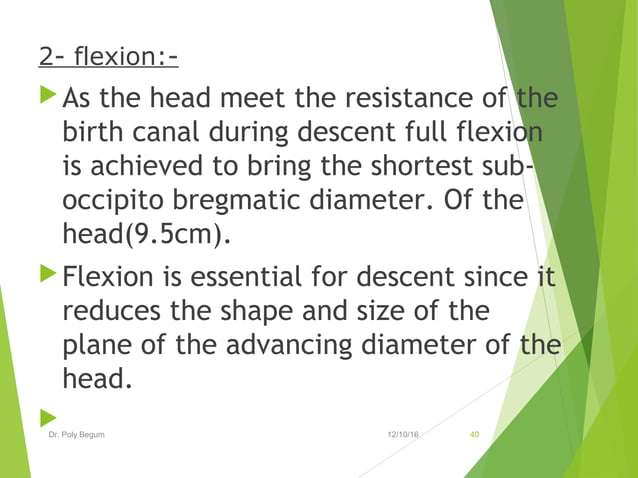 2- flexion:-
As the head meet the resistance of the
birth canal during descent full flexion
is achieved to bring the shortest sub-
occipito bregmatic diameter. Of the
head(9.5cm).
Flexion is essential for descent since it
reduces the shape and size of the
plane of the advancing diameter of the
head.
Dr. Poly Begum 12/10/16 40